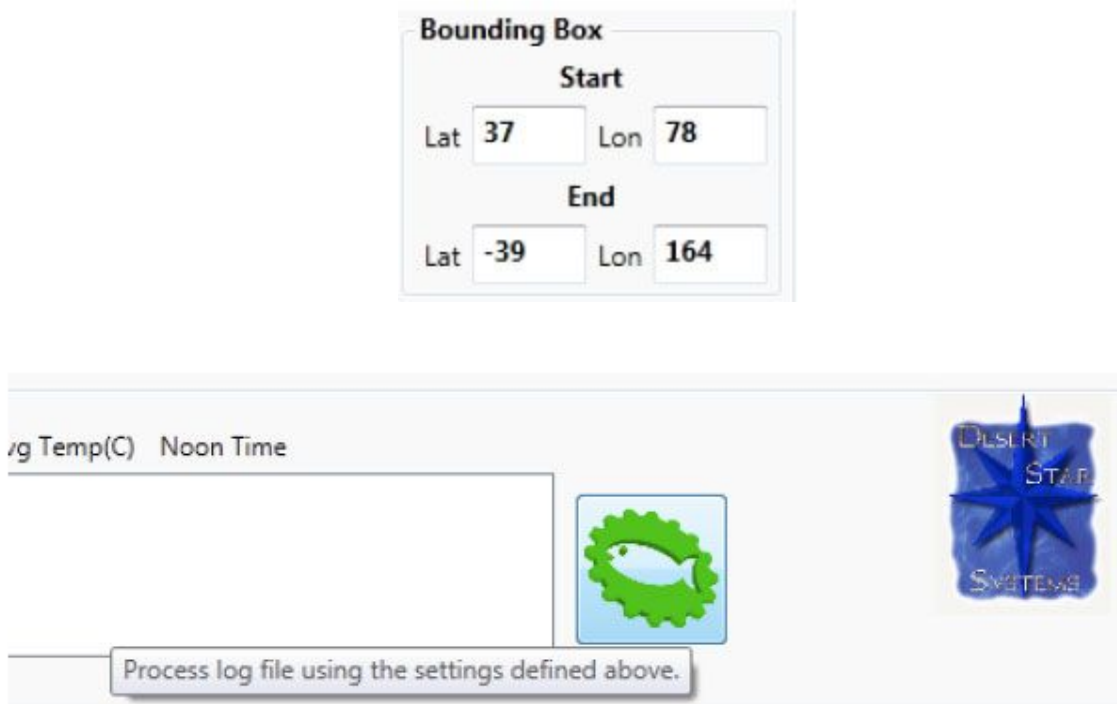 Bounding Box
Start
Lat 37 Lon 78
End
Lat -39 Lon 164
vg Temp(C) Noon Time
DESERT
STAR
SYSTEMS
Process log file using the settings defined above.